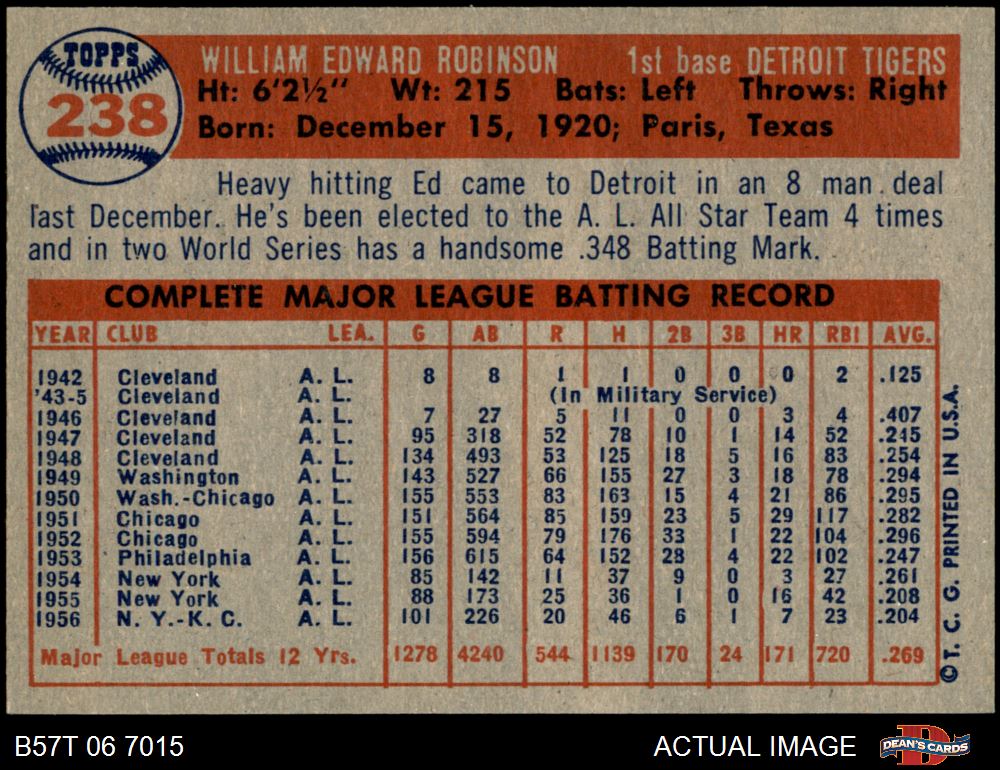 TOPPS
238
WILLIAM EDWARD ROBINSON 1st base DETROIT TIGERS
Ht: 6'2½" Wt: 215 Bats: Left Throws: Right
Born: December 15, 1920; Paris, Texas
Heavy hitting Ed came to Detroit in an 8 man deal
last December. He's been elected to the A. L. All Star Team 4 times
and in two World Series has a handsome .348 Batting Mark.
COMPLETE MAJOR LEAGUE BATTING RECORD
YEAR CLUB LEA. G AB R H 2B 3B HR RBI AVG.
1942 Cleveland A. L. 8 8 1 1 0 0 0 2 .125
'43-5 Cleveland A. L. (In Military Service)
1946 Cleveland A. L. 7 27 5 11 0 0 3 4 .407
1947 Cleveland A. L. 95 318 52 78 10 1 14 52 .245
1948 Cleveland A. L. 134 493 53 125 18 5 16 83 .254
1949 Washington A. L. 143 527 66 155 27 3 18 78 .294
1950 Wash.-Chicago A. L. 155 553 83 163 15 4 21 86 .295
1951 Chicago A. L. 151 564 85 159 23 5 29 117 .282
1952 Chicago A. L. 155 594 79 176 33 1 22 104 .296
1953 Philadelphia A. L. 156 615 64 152 28 4 22 102 .247
1954 New York A. L. 85 142 11 37 9 0 3 27 .261
1955 New York A. L. 88 173 25 36 1 0 16 42 .208
1956 N. Y.-K. C. A. L. 101 226 20 46 6 1 7 23 .204
Major League Totals 12 Yrs. 1278 4240 544 1139 170 24 171 720 .269
©T. C. G. PRINTED IN U.S.A.
B57T 06 7015 ACTUAL IMAGE DEAN'S CARDS